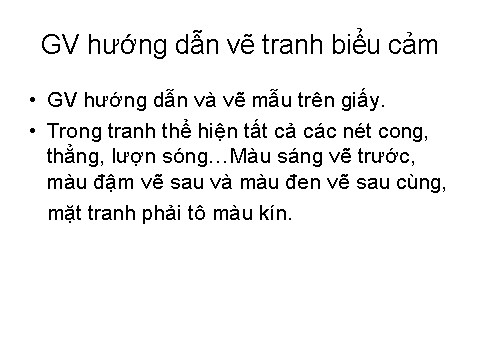 GV hướng dẫn vẽ tranh biểu cảm
• GV hướng dẫn và vẽ mẫu trên giấy.
• Trong tranh thể hiện tất cả các nét cong,
thẳng, lượn sóng…Màu sáng vẽ trước,
màu đậm vẽ sau và màu đen vẽ sau cùng,
mặt tranh phải tô màu kín.